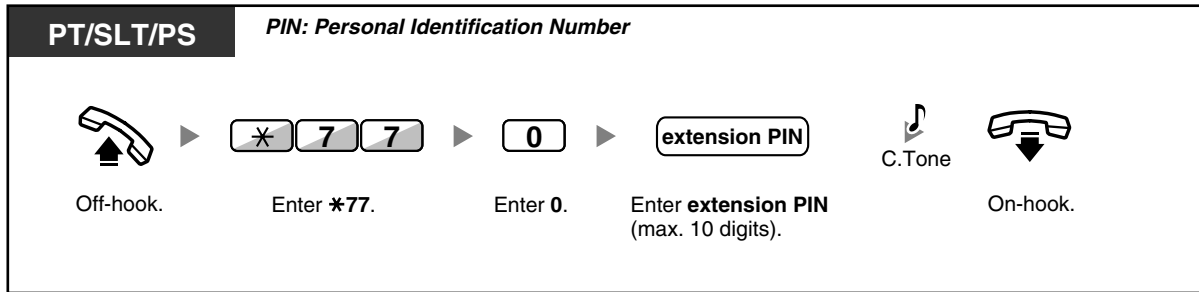 PT/SLT/PS
PIN: Personal Identification Number
✳ 7 7
0
extension PIN
C.Tone
Off-hook.
Enter ✳77.
Enter 0.
Enter extension PIN
(max. 10 digits).
On-hook.